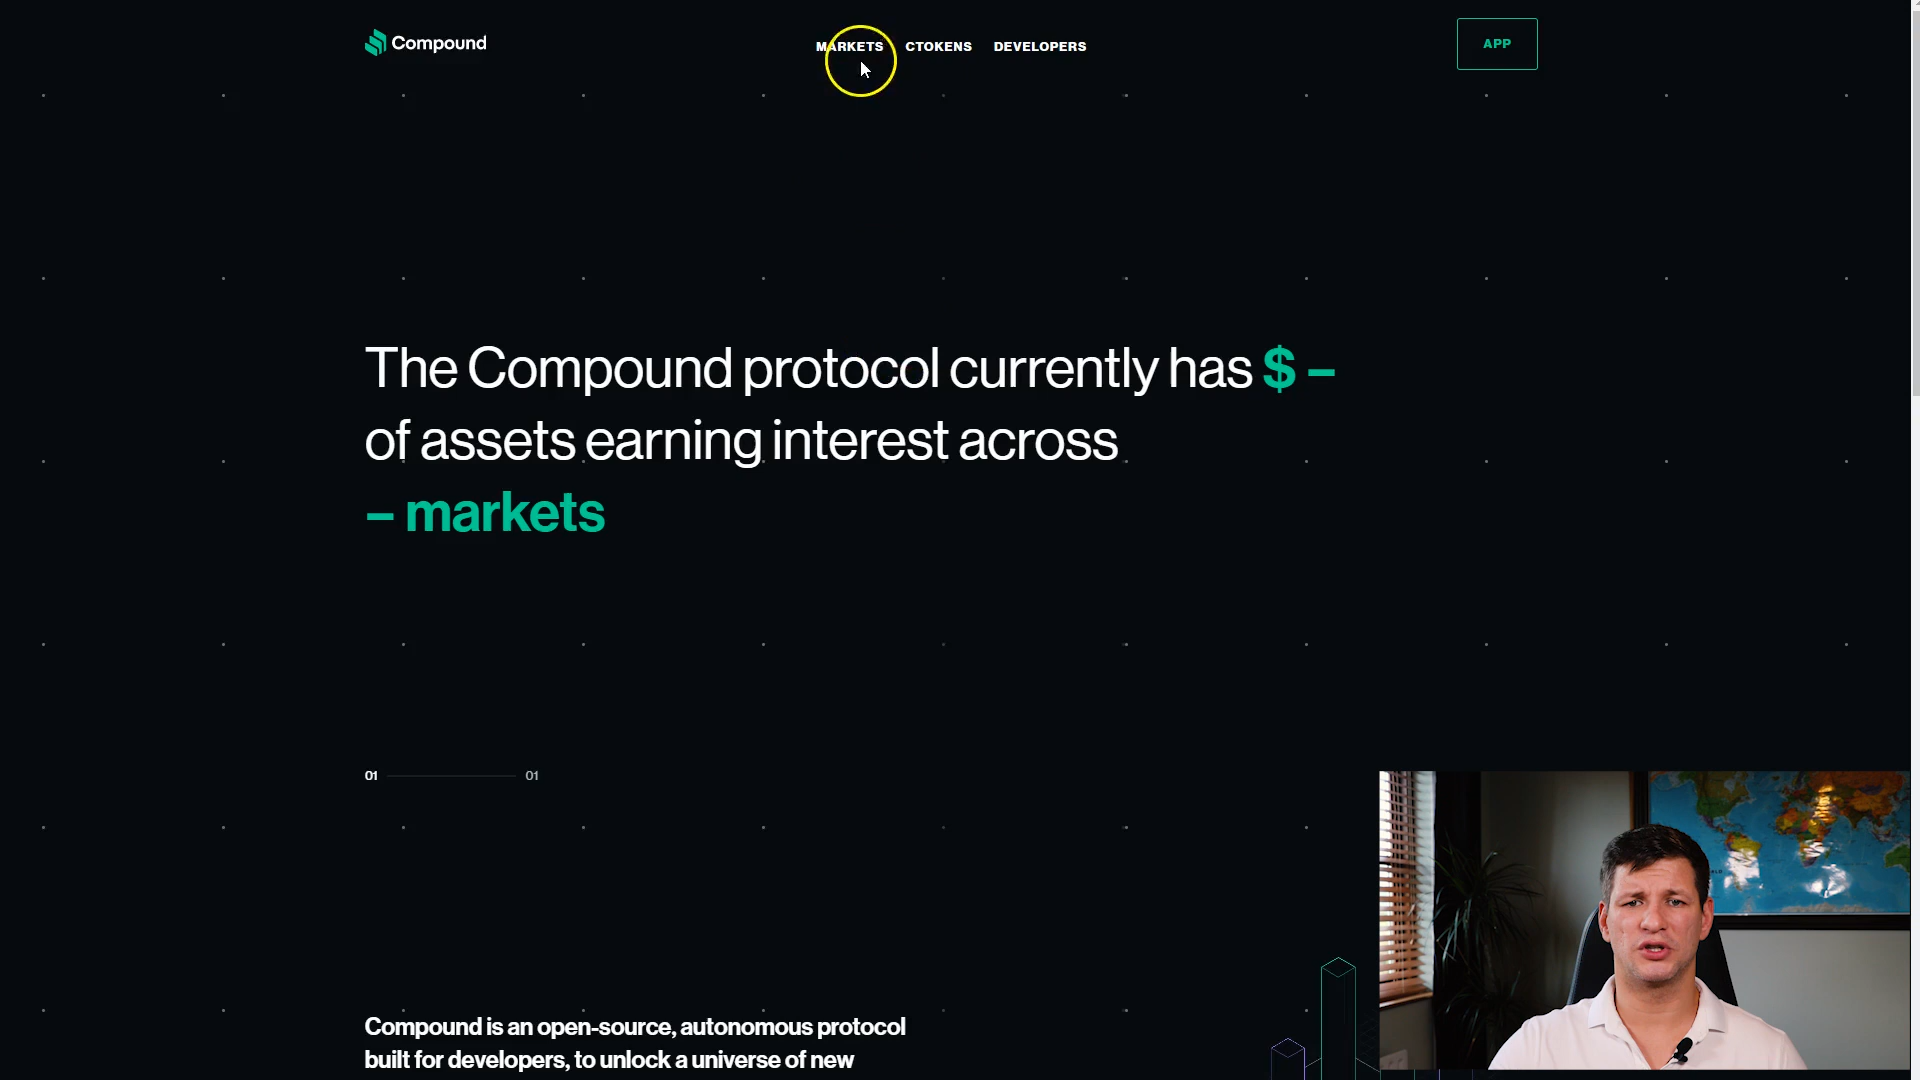 Compound
MARKETS CTOKENS DEVELOPERS
APP
The Compound protocol currently has $ –
of assets earning interest across
– markets
01 01
Compound is an open-source, autonomous protocol
built for developers, to unlock a universe of new